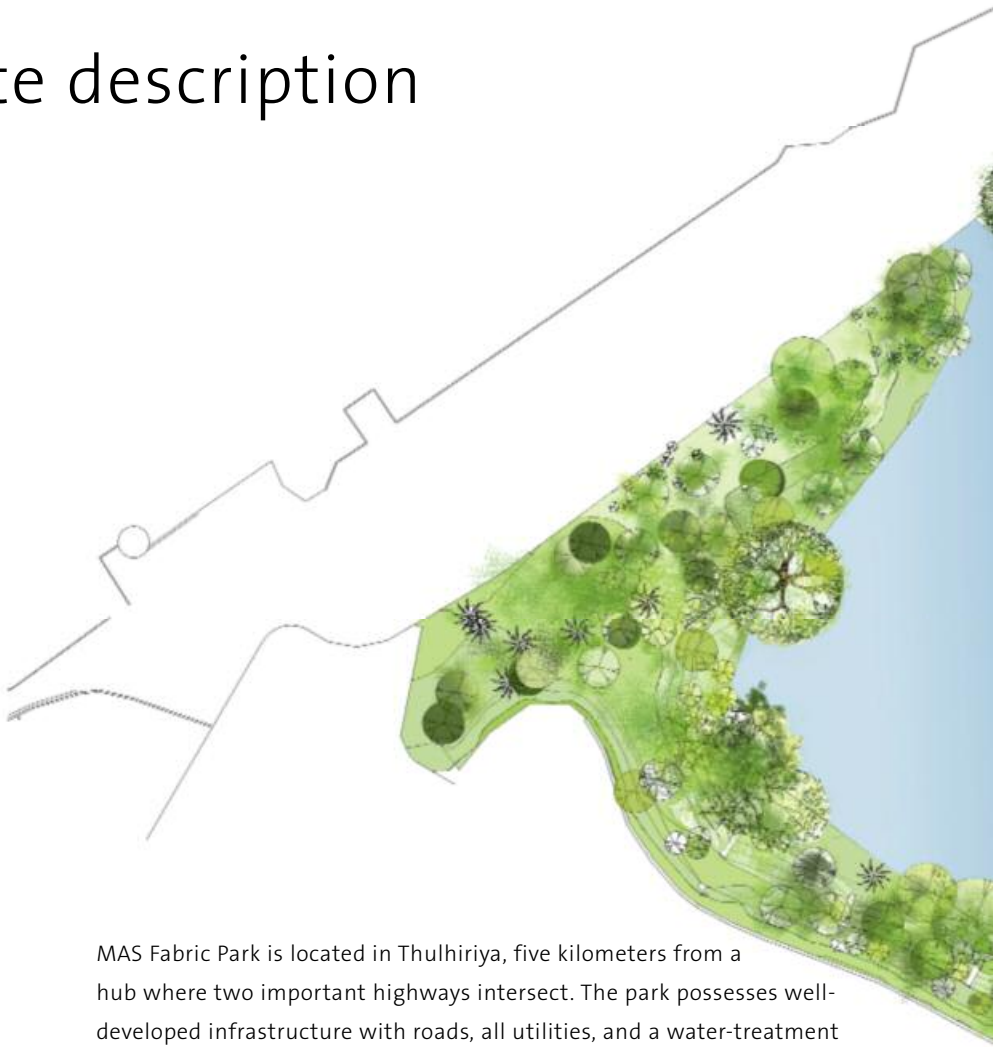 te description
MAS Fabric Park is located in Thulhiriya, five kilometers from a
hub where two important highways intersect. The park possesses well-
developed infrastructure with roads, all utilities, and a water-treatment